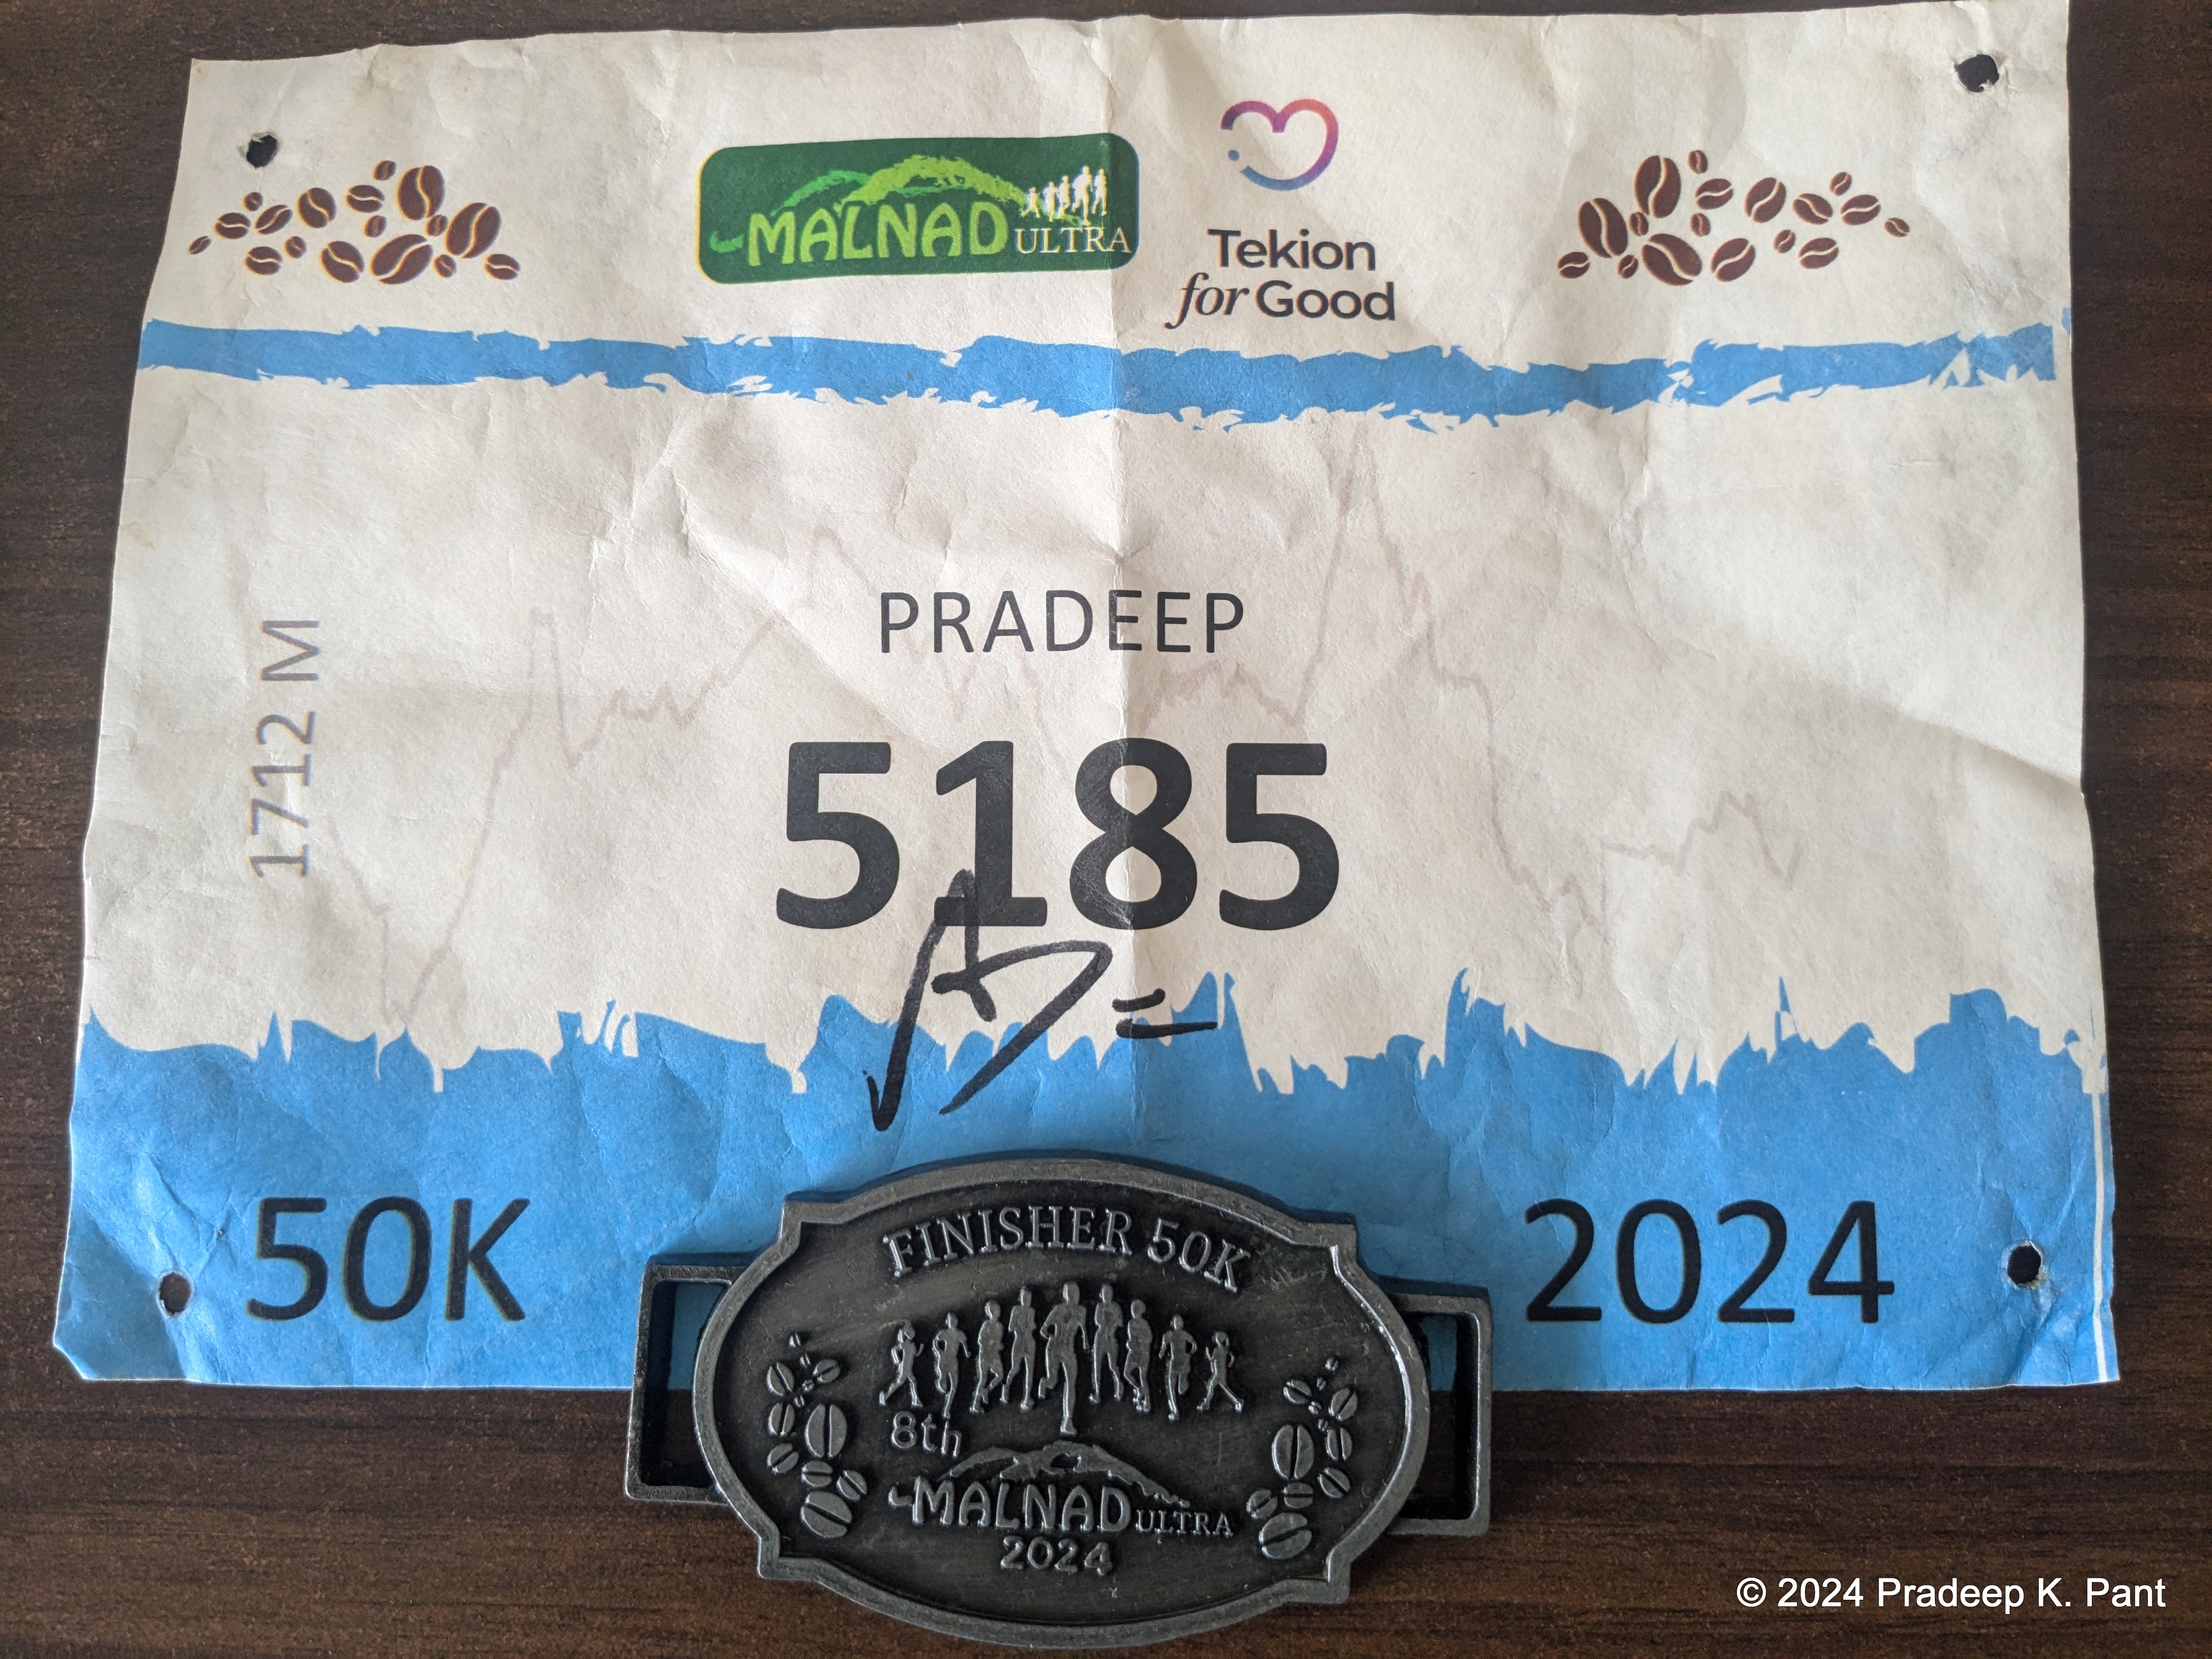 MALNAD ULTRA
Tekion
for Good
PRADEEP
1712 M
5185
50K
2024
FINISHER 50K
8th
MALNAD ULTRA
2024
© 2024 Pradeep K. Pant